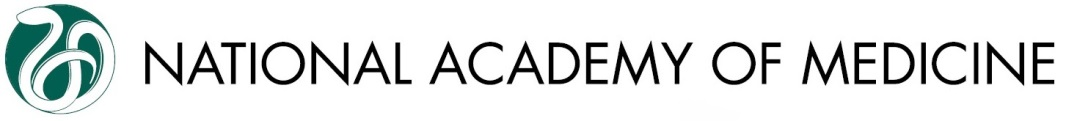 NATIONAL ACADEMY OF MEDICINE